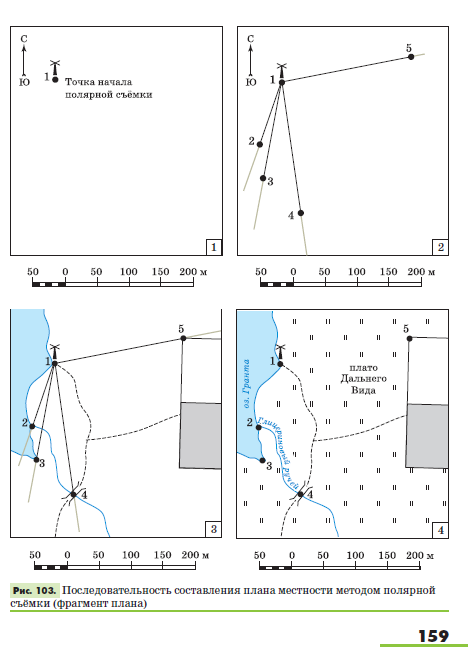 С
Ю
1
Точка начала
полярной съёмки
1
50 0 50 100 150 200 м
С
Ю
1
5
2
3
4
2
50 0 50 100 150 200 м
1
5
2
3
4
3
50 0 50 100 150 200 м
оз. Гранта
1
5
плато
Дальнего
Вида
2
Глицериновый ручей
3
4
4
50 0 50 100 150 200 м
Рис. 103. Последовательность составления плана местности методом полярной
съёмки (фрагмент плана)
159